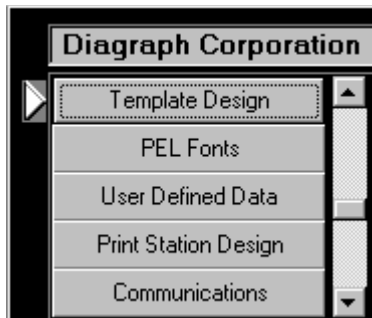 Diagraph Corporation
Template Design
PEL Fonts
User Defined Data
Print Station Design
Communications